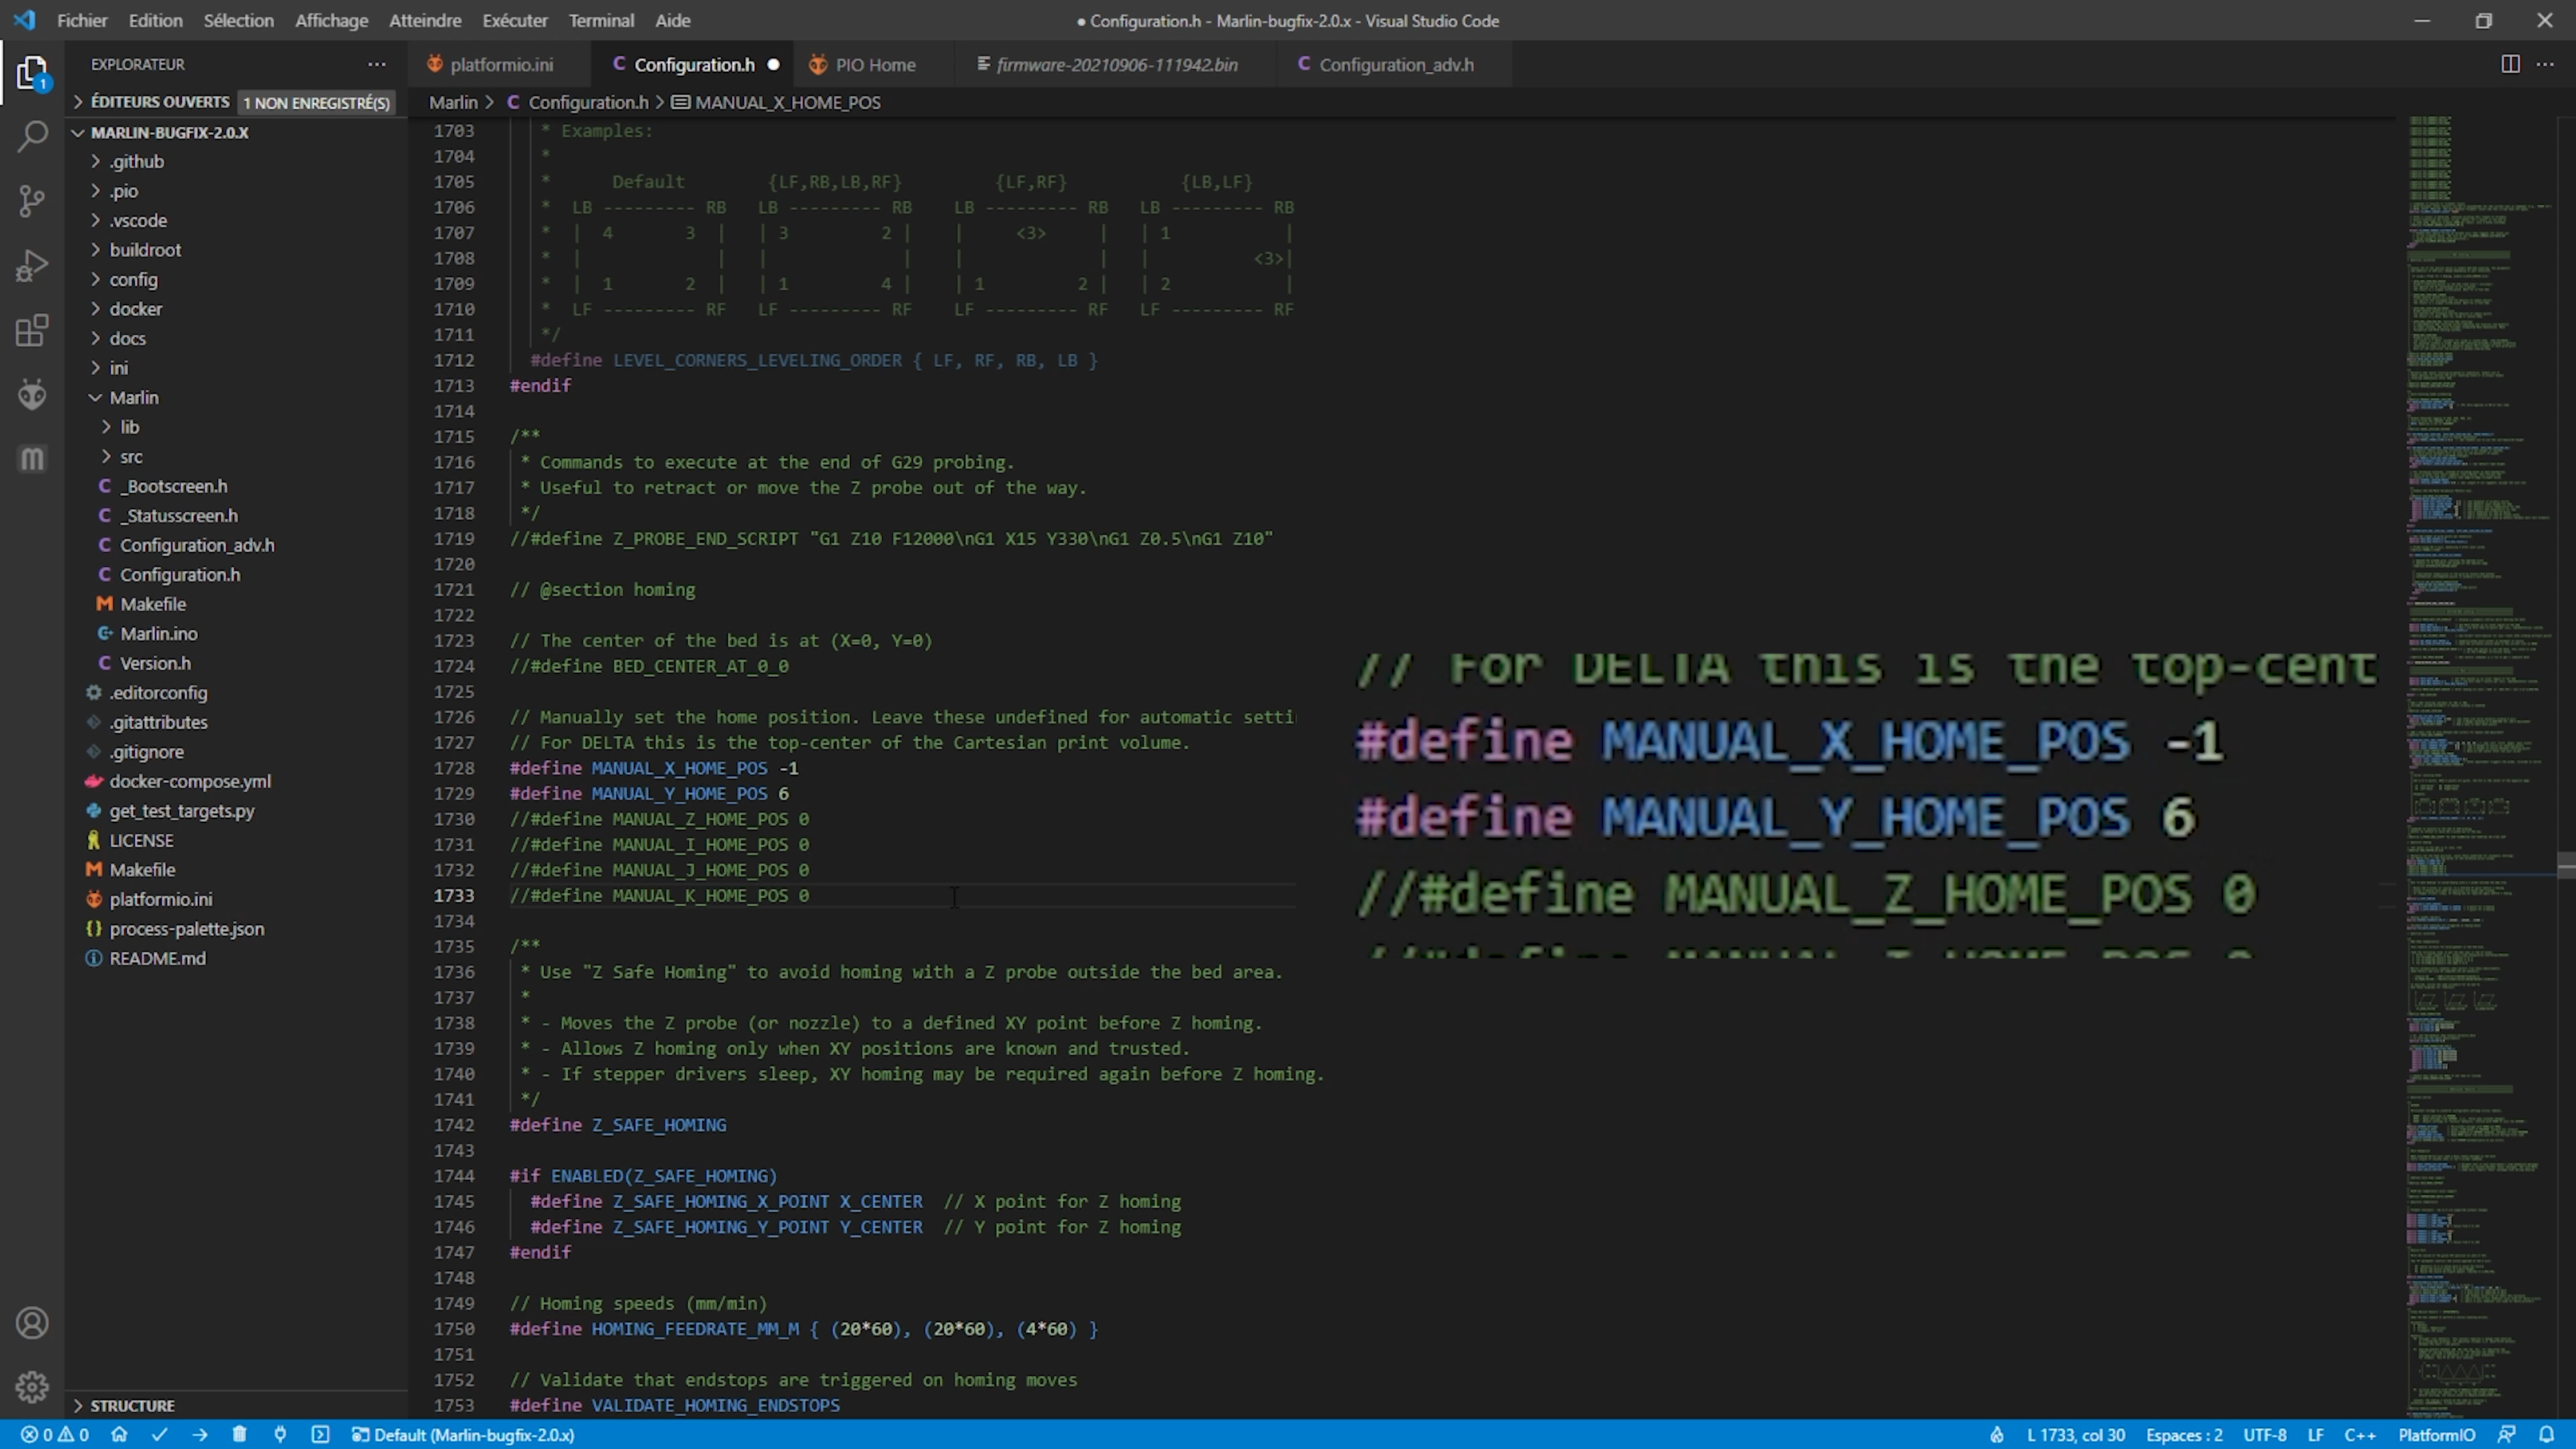 Fichier Edition Sélection Affichage Atteindre Exécuter Terminal Aide
● Configuration.h - Marlin-bugfix-2.0.x - Visual Studio Code
EXPLORATEUR
platformio.ini
Configuration.h
PIO Home
firmware-20210906-111942.bin
Configuration_adv.h
ÉDITEURS OUVERTS 1 NON ENREGISTRÉ(S)
Marlin > C Configuration.h > MANUAL_X_HOME_POS
MARLIN-BUGFIX-2.0.X
.github
.pio
.vscode
buildroot
config
docker
docs
ini
Marlin
lib
src
C _Bootscreen.h
C _Statusscreen.h
C Configuration_adv.h
C Configuration.h
M Makefile
Marlin.ino
C Version.h
.editorconfig
.gitattributes
.gitignore
docker-compose.yml
get_test_targets.py
LICENSE
M Makefile
platformio.ini
{} process-palette.json
README.md
STRUCTURE
1703 * Examples:
1704 *
1705 * Default {LF,RB,LB,RF} {LF,RF} {LB,LF}
1706 * LB --------- RB LB --------- RB LB --------- RB LB --------- RB
1707 * | 4 3 | | 3 2 | | <3> | | 1 |
1708 * | | | | | | | <3>|
1709 * | 1 2 | | 1 4 | | 1 2 | | 2 |
1710 * LF --------- RF LF --------- RF LF --------- RF LF --------- RF
1711 */
1712 #define LEVEL_CORNERS_LEVELING_ORDER { LF, RF, RB, LB }
1713 #endif
1714
1715 /**
1716 * Commands to execute at the end of G29 probing.
1717 * Useful to retract or move the Z probe out of the way.
1718 */
1719 //#define Z_PROBE_END_SCRIPT "G1 Z10 F12000\nG1 X15 Y330\nG1 Z0.5\nG1 Z10"
1720
1721 // @section homing
1722
1723 // The center of the bed is at (X=0, Y=0)
1724 //#define BED_CENTER_AT_0_0
1725
1726 // Manually set the home position. Leave these undefined for automatic setti
1727 // For DELTA this is the top-center of the Cartesian print volume.
1728 #define MANUAL_X_HOME_POS -1
1729 #define MANUAL_Y_HOME_POS 6
1730 //#define MANUAL_Z_HOME_POS 0
1731 //#define MANUAL_I_HOME_POS 0
1732 //#define MANUAL_J_HOME_POS 0
1733 //#define MANUAL_K_HOME_POS 0
1734
1735 /**
1736 * Use "Z Safe Homing" to avoid homing with a Z probe outside the bed area.
1737 *
1738 * - Moves the Z probe (or nozzle) to a defined XY point before Z homing.
1739 * - Allows Z homing only when XY positions are known and trusted.
1740 * - If stepper drivers sleep, XY homing may be required again before Z homing.
1741 */
1742 #define Z_SAFE_HOMING
1743
1744 #if ENABLED(Z_SAFE_HOMING)
1745 #define Z_SAFE_HOMING_X_POINT X_CENTER // X point for Z homing
1746 #define Z_SAFE_HOMING_Y_POINT Y_CENTER // Y point for Z homing
1747 #endif
1748
1749 // Homing speeds (mm/min)
1750 #define HOMING_FEEDRATE_MM_M { (20*60), (20*60), (4*60) }
1751
1752 // Validate that endstops are triggered on homing moves
1753 #define VALIDATE_HOMING_ENDSTOPS
// For DELTA this is the top-cent
#define MANUAL_X_HOME_POS -1
#define MANUAL_Y_HOME_POS 6
//#define MANUAL_Z_HOME_POS 0
0 0 Default (Marlin-bugfix-2.0.x) L 1733, col 30 Espaces : 2 UTF-8 LF C++ PlatformIO